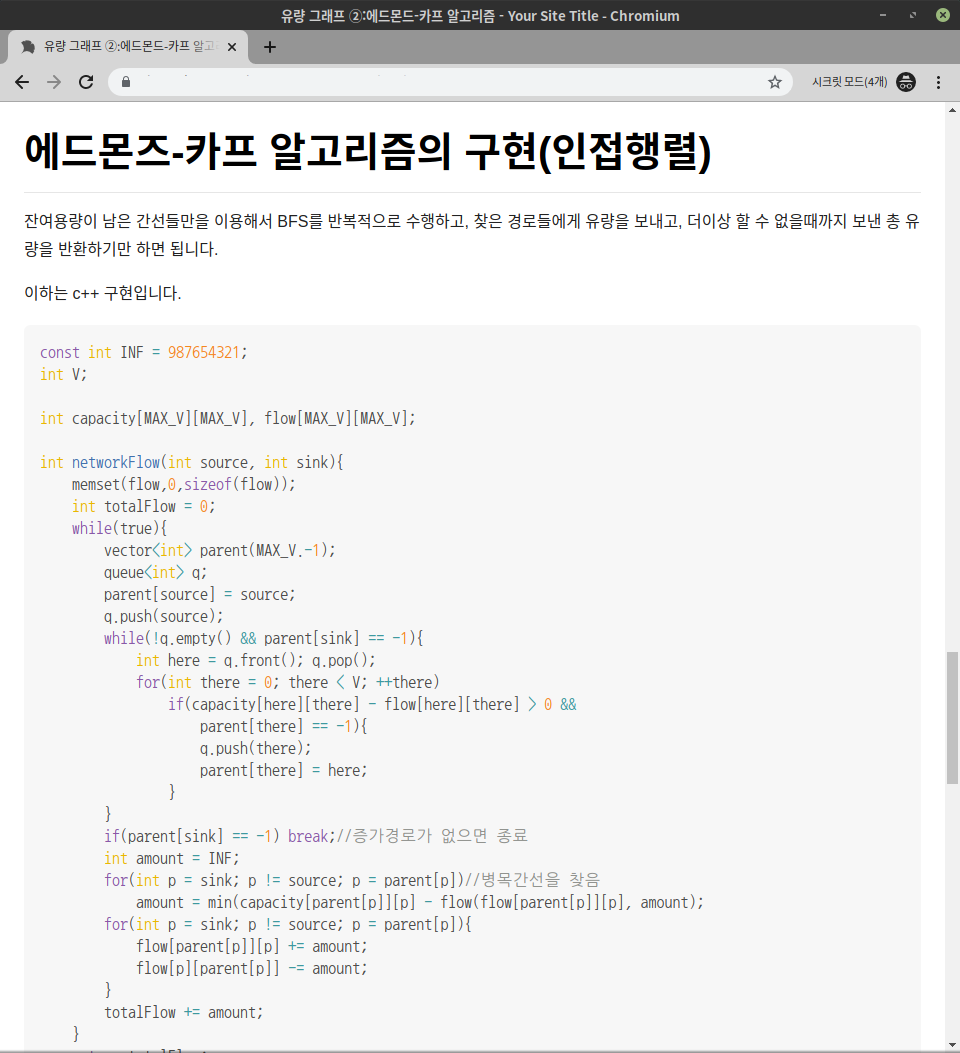 유량 그래프 ②:에드몬드-카프 알고리즘 - Your Site Title - Chromium
유량 그래프 ②:에드몬드-카프 알고
시크릿 모드(4개)
에드몬즈-카프 알고리즘의 구현(인접행렬)
잔여용량이 남은 간선들만을 이용해서 BFS를 반복적으로 수행하고, 찾은 경로들에게 유량을 보내고, 더이상 할 수 없을때까지 보낸 총 유
량을 반환하기만 하면 됩니다.
이하는 c++ 구현입니다.
const int INF = 987654321;
int V;
int capacity[MAX_V][MAX_V], flow[MAX_V][MAX_V];
int networkFlow(int source, int sink){
    memset(flow,0,sizeof(flow));
    int totalFlow = 0;
    while(true){
        vector<int> parent(MAX_V.-1);
        queue<int> q;
        parent[source] = source;
        q.push(source);
        while(!q.empty() && parent[sink] == -1){
            int here = q.front(); q.pop();
            for(int there = 0; there < V; ++there)
                if(capacity[here][there] - flow[here][there] > 0 &&
                    parent[there] == -1){
                    q.push(there);
                    parent[there] = here;
                }
        }
        if(parent[sink] == -1) break;//증가경로가 없으면 종료
        int amount = INF;
        for(int p = sink; p != source; p = parent[p])//병목간선을 찾음
            amount = min(capacity[parent[p]][p] - flow(flow[parent[p]][p], amount);
        for(int p = sink; p != source; p = parent[p]){
            flow[parent[p]][p] += amount;
            flow[p][parent[p]] -= amount;
        }
        totalFlow += amount;
    }